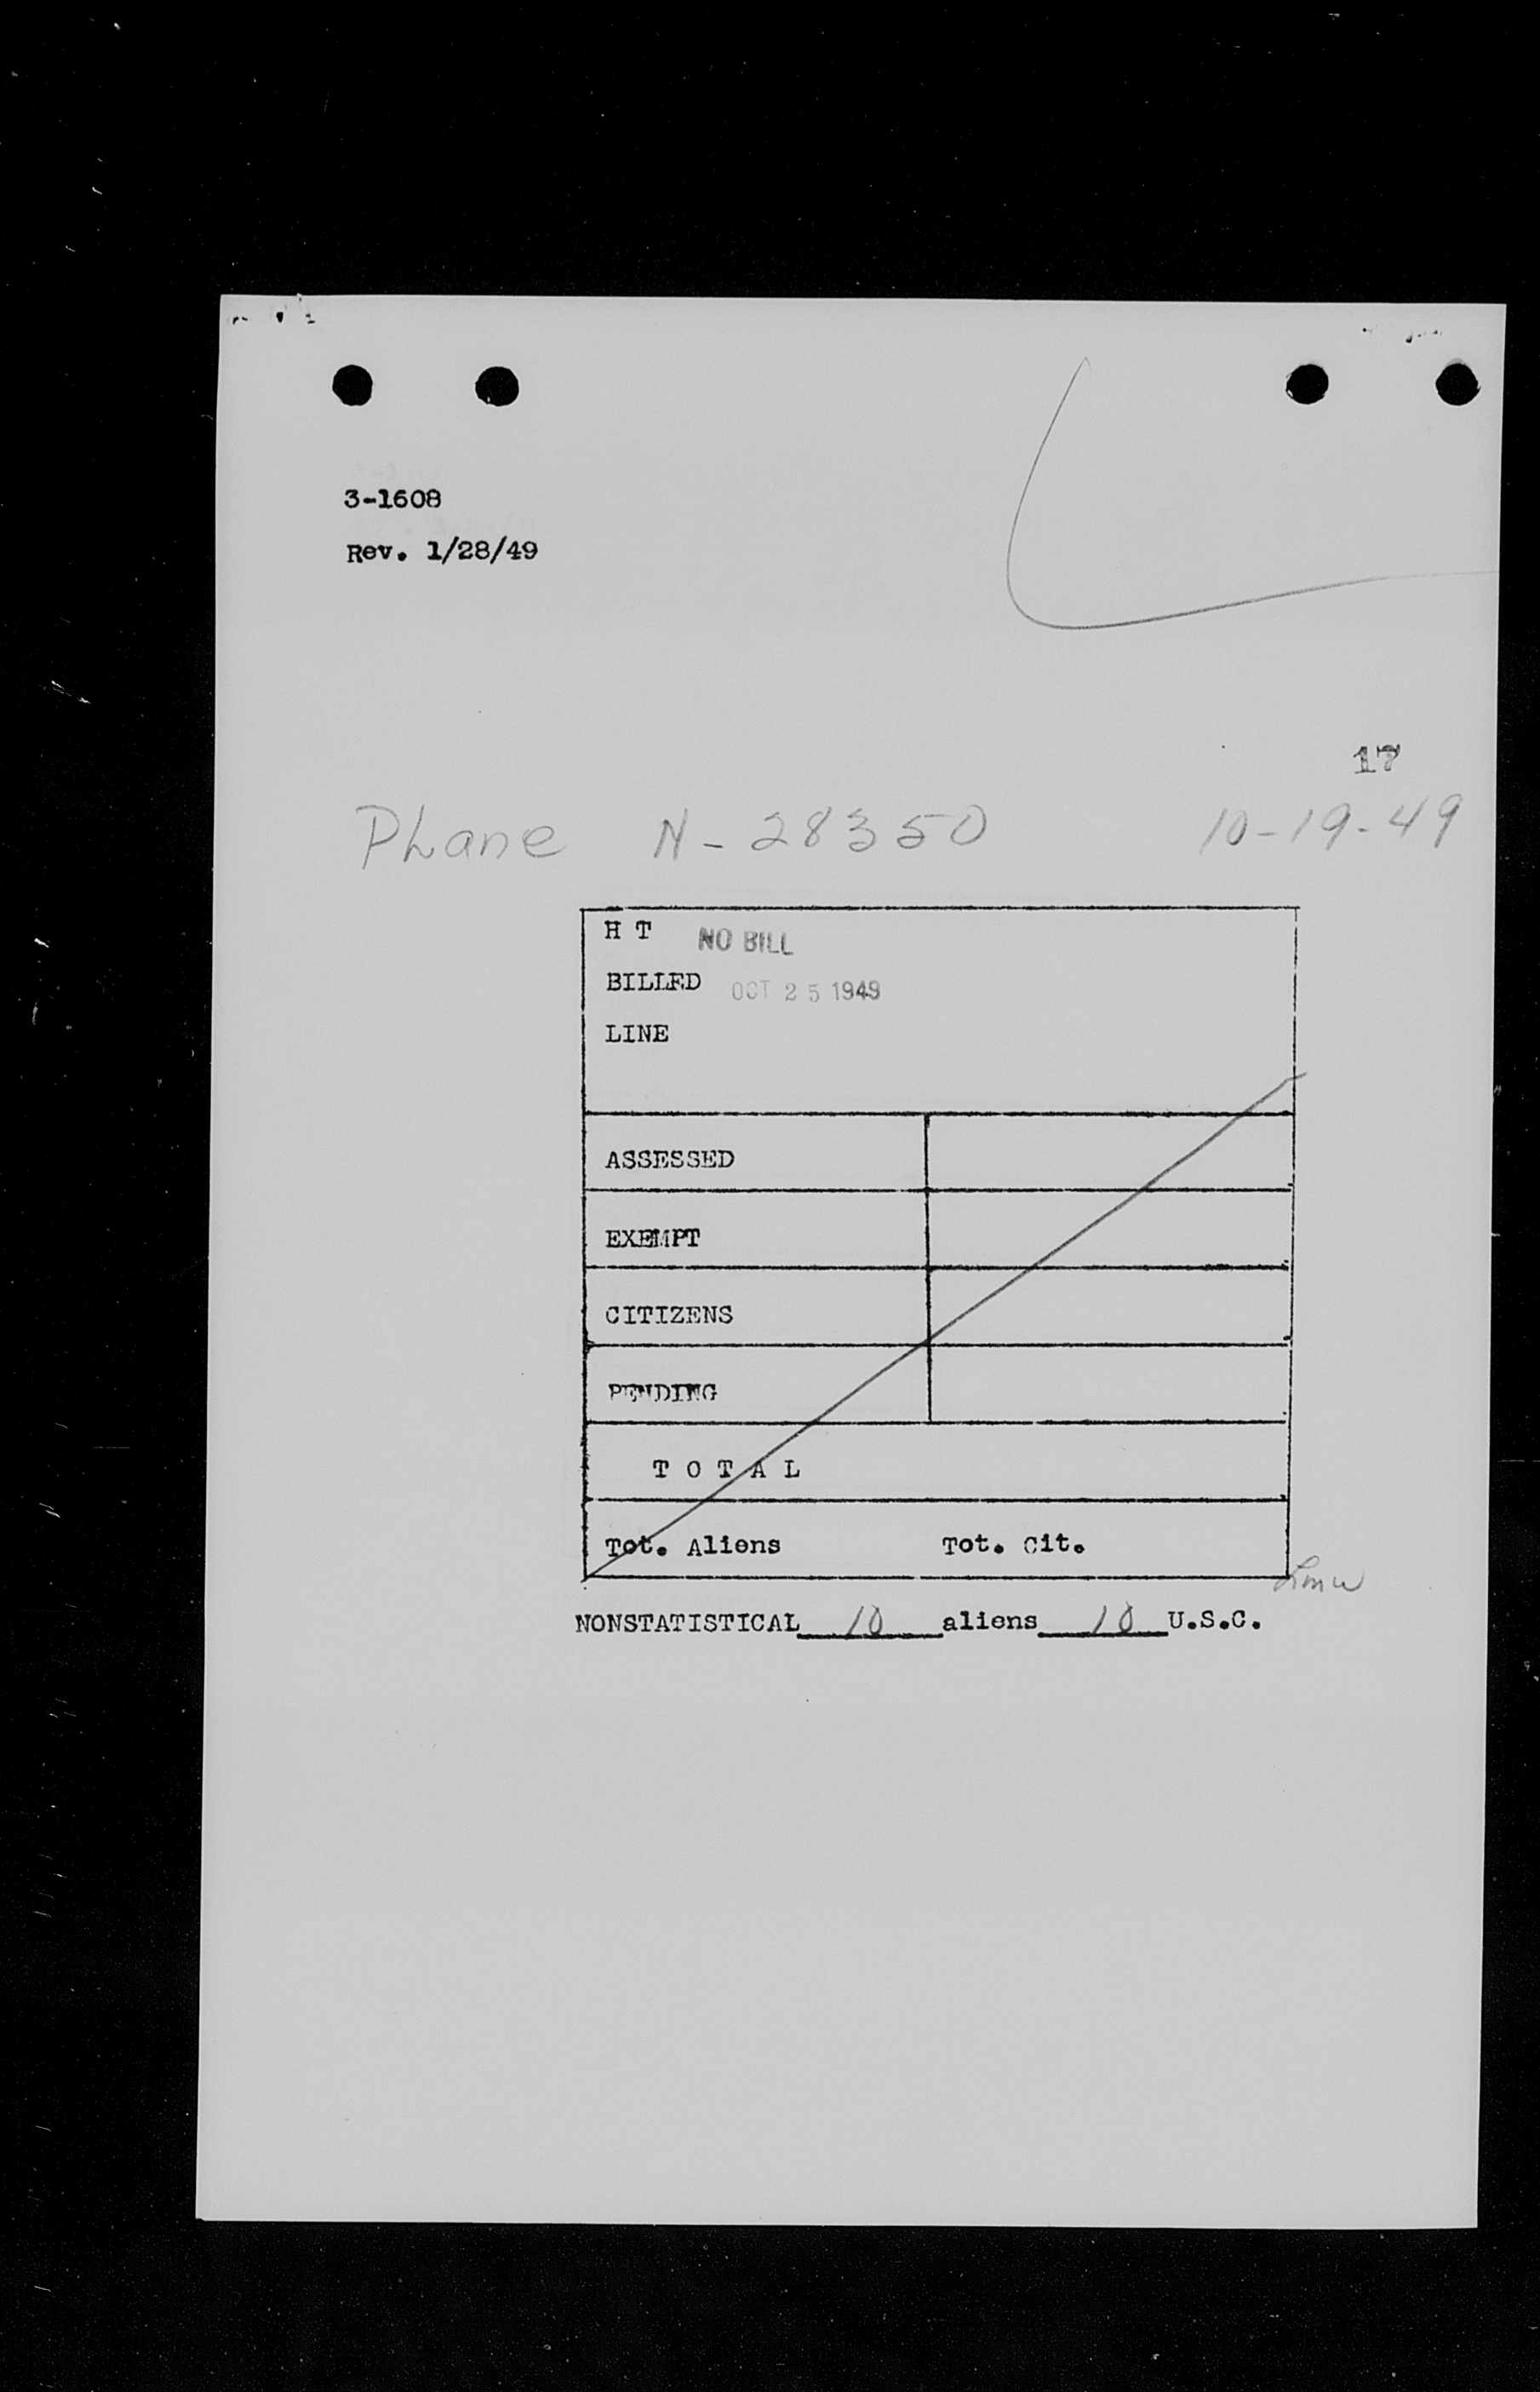 3-1608
Rev. 1/28/49
17
PLane N-28350 10-19-49
H T NO BILL
BILLED OCT 25 1949
LINE
ASSESSED
EXEMPT
CITIZENS
PENDING
T O T A L
Tot. Aliens Tot. Cit.
NONSTATISTICAL 10 aliens 10 U.S.C.